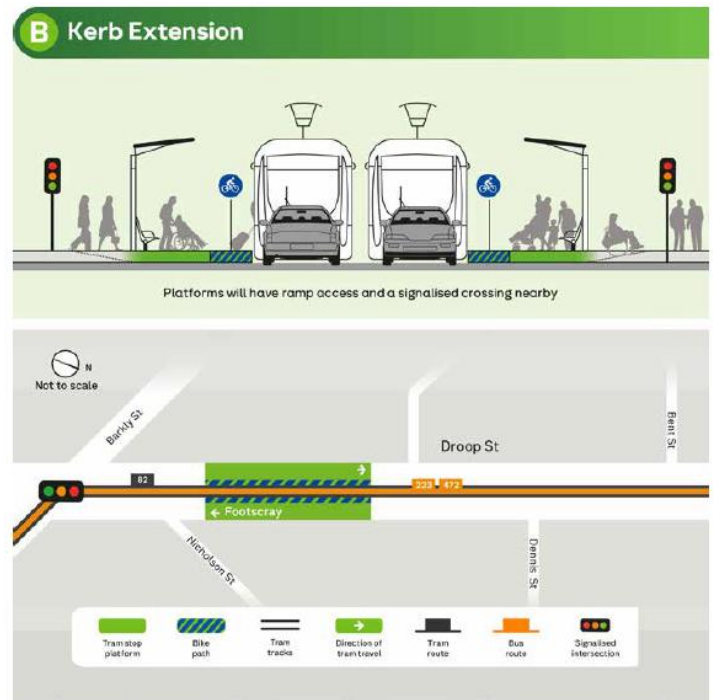 B Kerb Extension
Platforms will have ramp access and a signalised crossing nearby
N
Not to scale
Barkly St
Droop St
Bent St
82
223 472
← Footscray
Nicholson St
Dennis St
Tram stop platform
Bike path
Tram tracks
Direction of tram travel
Tram route
Bus route
Signalised intersection